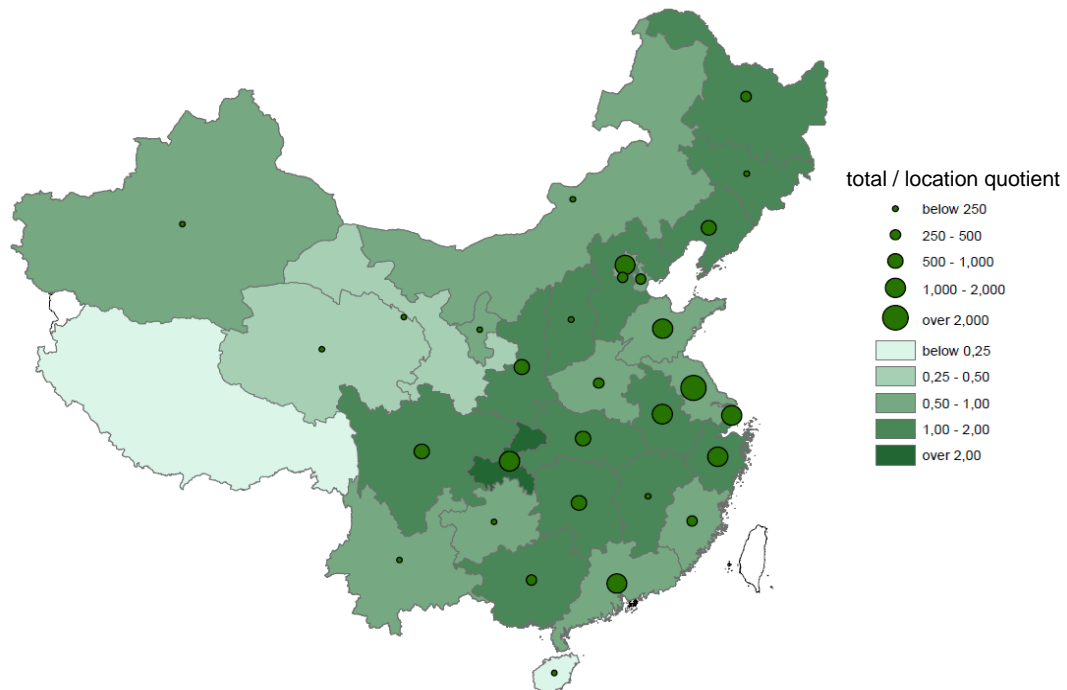 total / location quotient
below 250
250 - 500
500 - 1,000
1,000 - 2,000
over 2,000
below 0,25
0,25 - 0,50
0,50 - 1,00
1,00 - 2,00
over 2,00